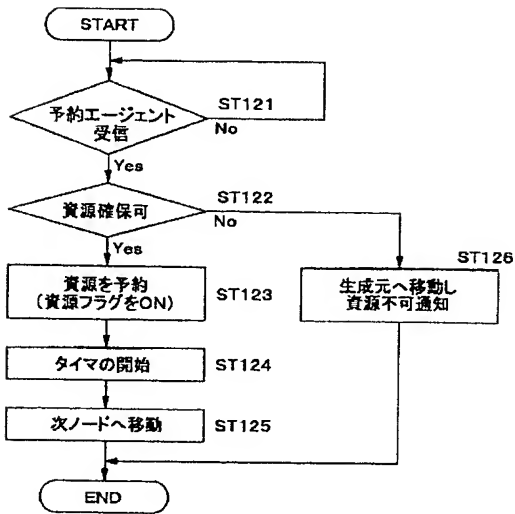 START
予約エージェント
受信
ST121
No
Yes
資源確保可
ST122
No
Yes
資源を予約
(資源フラグをON)
ST123
ST126
生成元へ移動し
資源不可通知
タイマの開始
ST124
次ノードへ移動
ST125
END